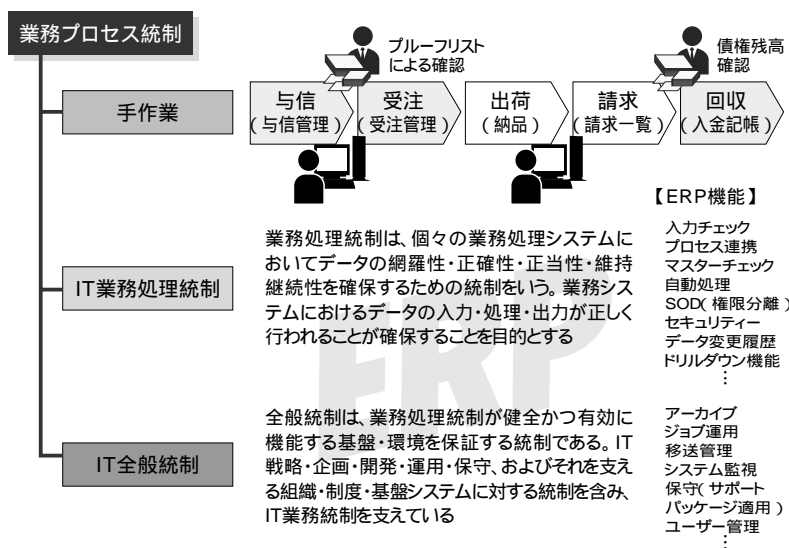 業務プロセス統制
プルーフリスト
による確認
債権残高
確認
手作業
与信
(与信管理)
受注
(受注管理)
出荷
(納品)
請求
(請求一覧)
回収
(入金記帳)
【ERP機能】
IT業務処理統制
業務処理統制は、個々の業務処理システムに
おいてデータの網羅性・正確性・正当性・維持
継続性を確保するための統制をいう。業務シス
テムにおけるデータの入力・処理・出力が正しく
行われることが確保することを目的とする
入力チェック
プロセス連携
マスターチェック
自動処理
SOD(権限分離)
セキュリティー
データ変更履歴
ドリルダウン機能
⋮
ERP
IT全般統制
全般統制は、業務処理統制が健全かつ有効に
機能する基盤・環境を保証する統制である。IT
戦略・企画・開発・運用・保守、およびそれを支え
る組織・制度・基盤システムに対する統制を含み、
IT業務統制を支えている
アーカイブ
ジョブ運用
移送管理
システム監視
保守(サポート
パッケージ適用)
ユーザー管理
⋮